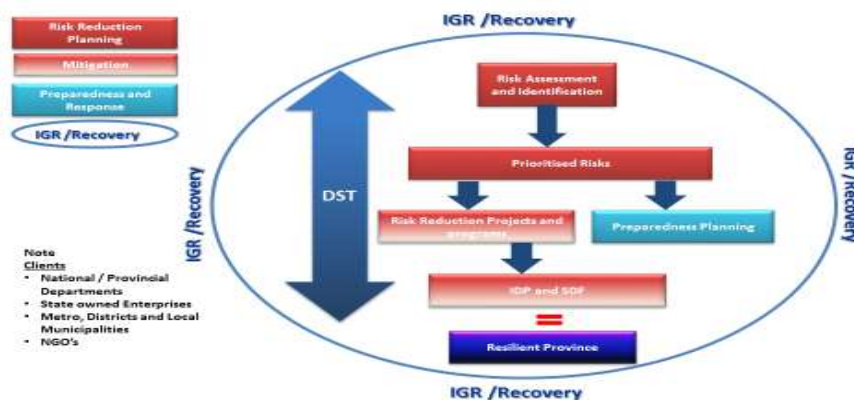 IGR /Recovery
Risk Reduction
Planning
Mitigation
Preparedness and
Response
IGR /Recovery
Risk Assessment
and Identification
Prioritised Risks
DST
Risk Reduction Projects and
programs
Preparedness Planning
IDP and SDF
=
Resilient Province
IGR /Recovery
IGR /Recovery
IGR /Recovery
Note
Clients
• National / Provincial
Departments
• State owned Enterprises
• Metro, Districts and Local
Municipalities
• NGO's